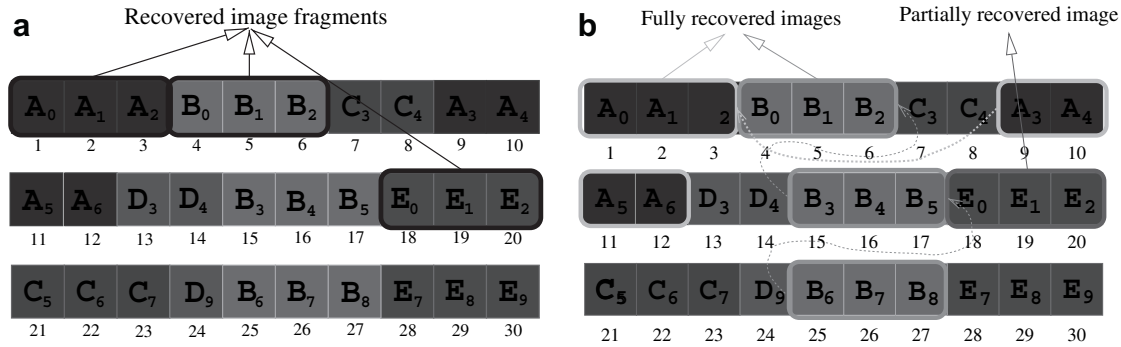 a
Recovered image fragments
A0 A1 A2 B0 B1 B2 C3 C4 A3 A4
1 2 3 4 5 6 7 8 9 10
A5 A6 D3 D4 B3 B4 B5 E0 E1 E2
11 12 13 14 15 16 17 18 19 20
C5 C6 C7 D9 B6 B7 B8 E7 E8 E9
21 22 23 24 25 26 27 28 29 30
b
Fully recovered images
Partially recovered image
A0 A1 2 B0 B1 B2 C3 C4 A3 A4
1 2 3 4 5 6 7 8 9 10
A5 A6 D3 D4 B3 B4 B5 E0 E1 E2
11 12 13 14 15 16 17 18 19 20
C5 C6 C7 D9 B6 B7 B8 E7 E8 E9
21 22 23 24 25 26 27 28 29 30